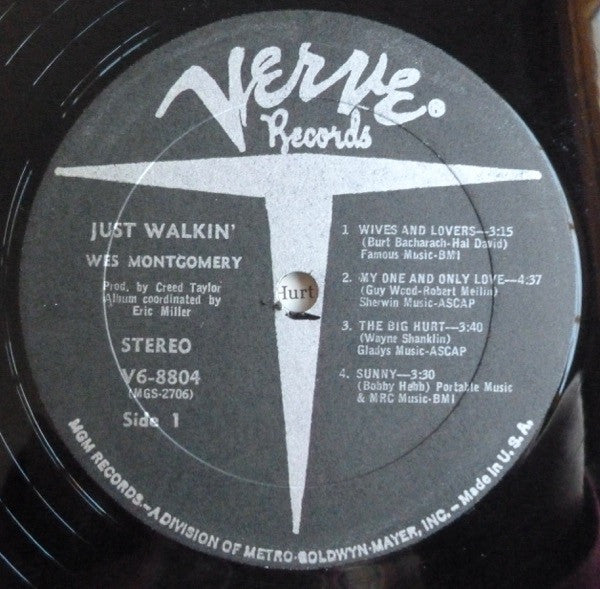 Verve.
Records
JUST WALKIN'
WES MONTGOMERY
Prod. by Creed Taylor
Album coordinated by
Eric Miller
STEREO
V6-8804
(MGS-2706)
Side 1
Hurt
1 WIVES AND LOVERS—3:15
(Burt Bacharach-Hal David)
Famous Music-BMI
2. MY ONE AND ONLY LOVE—4:37
(Guy Wood-Robert Mellin)
Sherwin Music-ASCAP
3. THE BIG HURT—3:40
(Wayne Shanklin)
Gladys Music-ASCAP
4. SUNNY—3:30
(Bobby Hebb) Portable Music
& MRC Music-BMI
MGM RECORDS—A DIVISION OF METRO-GOLDWYN-MAYER, INC.—Made in U.S.A.